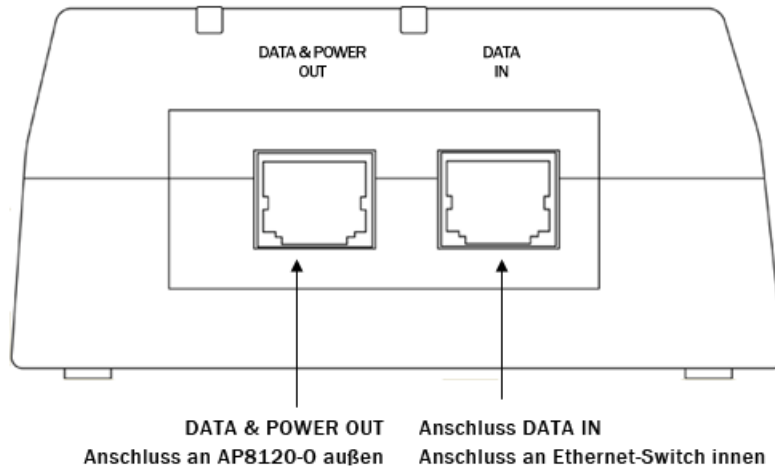 DATA & POWER
OUT
DATA
IN
DATA & POWER OUT
Anschluss an AP8120-O außen
Anschluss DATA IN
Anschluss an Ethernet-Switch innen